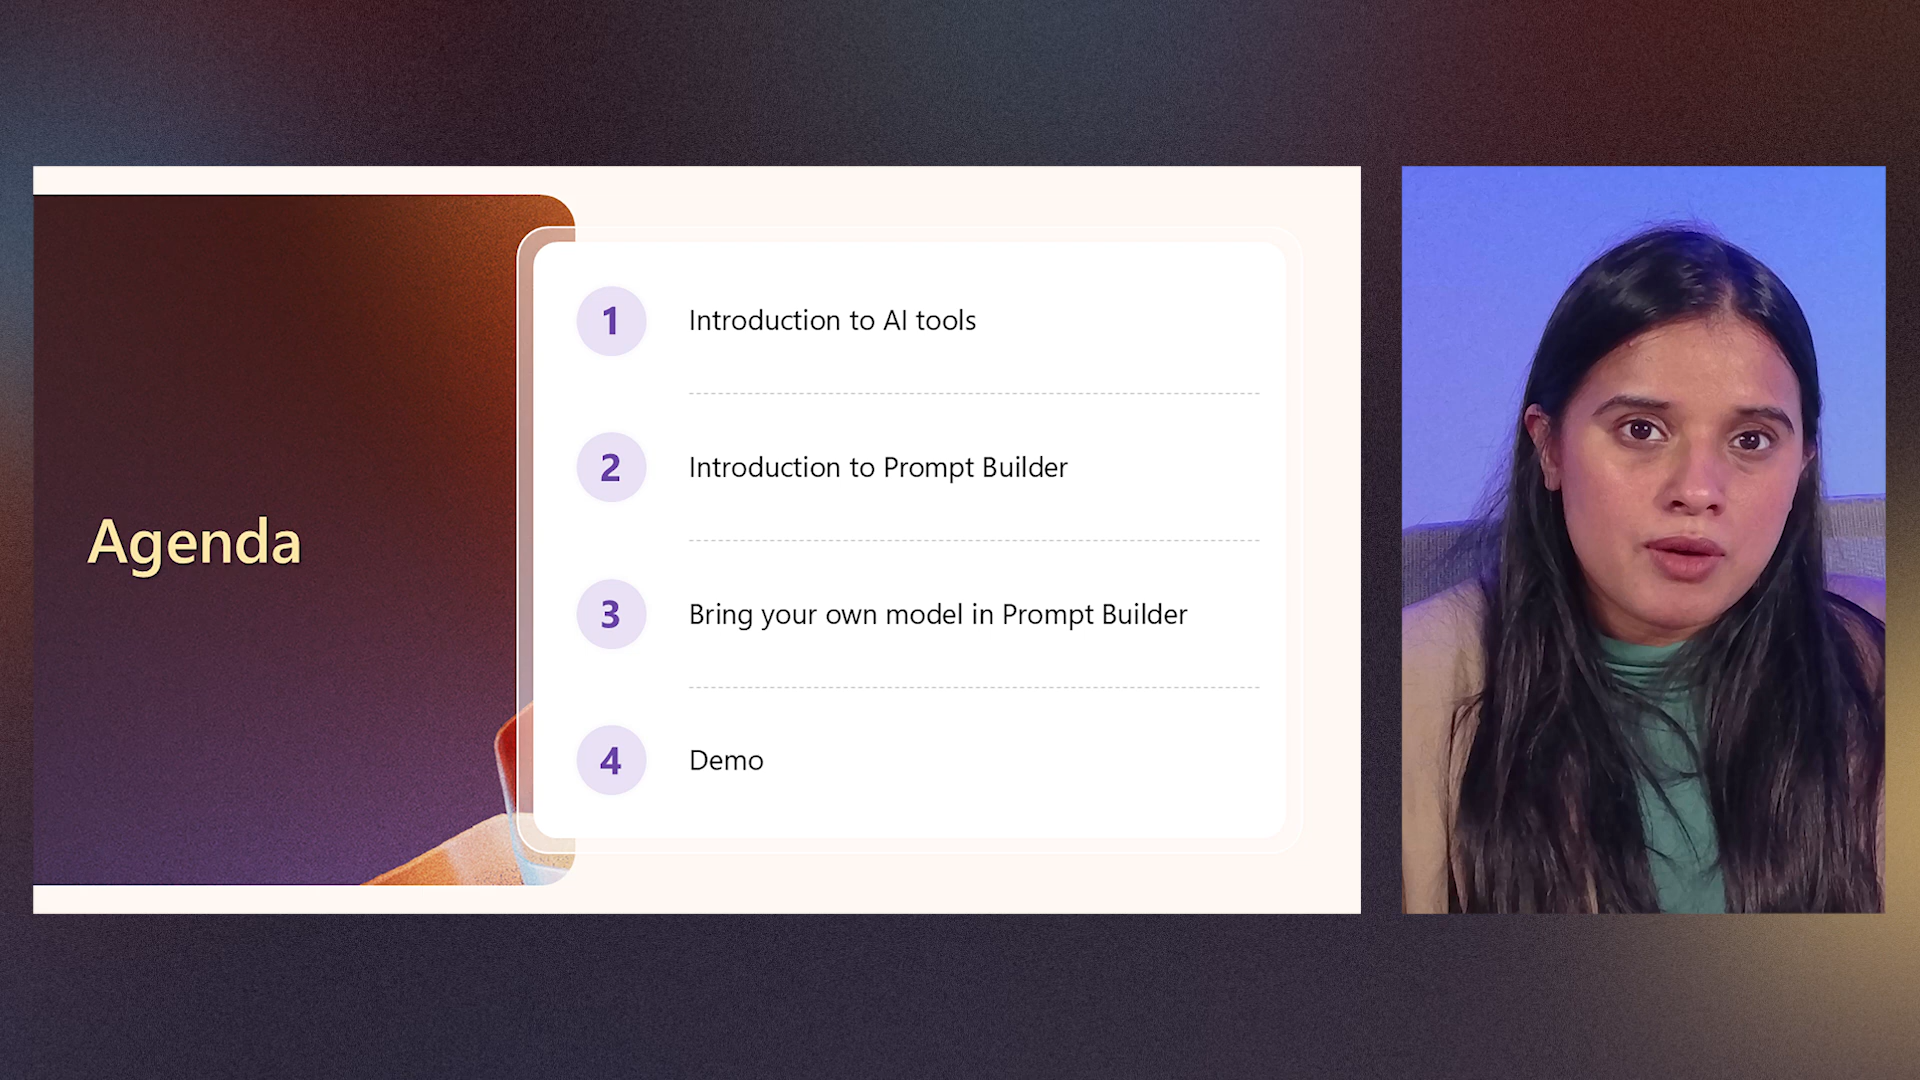 Agenda
1 Introduction to AI tools
2 Introduction to Prompt Builder
3 Bring your own model in Prompt Builder
4 Demo